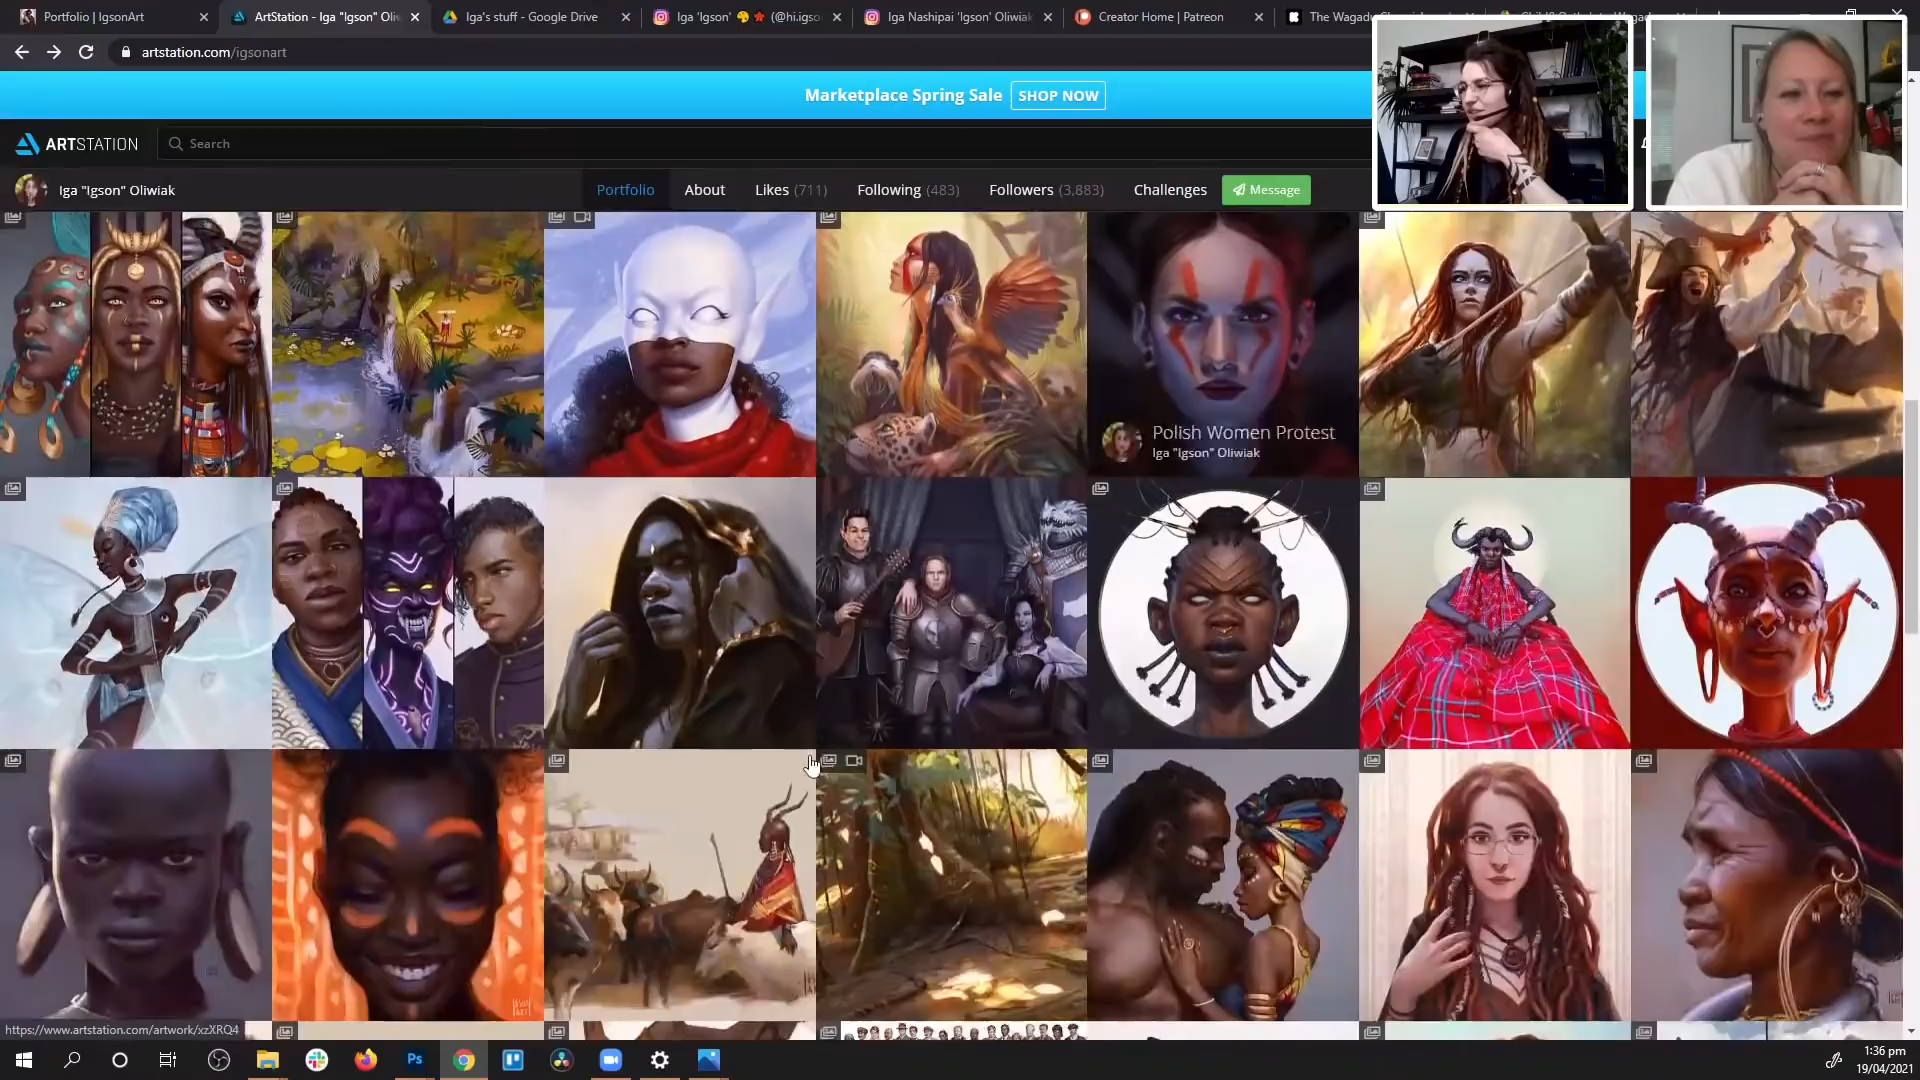 Portfolio | IgsonArt
ArtStation - Iga "Igson" Oliw
Iga's stuff - Google Drive
Iga 'Igson'
(@hi.igso
Iga Nashipai 'Igson' Oliwiak
Creator Home | Patreon
The Wagadu
artstation.com/igsonart
Marketplace Spring Sale
SHOP NOW
ARTSTATION
Search
Iga "Igson" Oliwiak
Portfolio
About
Likes (711)
Following (483)
Followers (3,883)
Challenges
Message
Polish Women Protest
Iga "Igson" Oliwiak
https://www.artstation.com/artwork/xzXRQ4
Ps
1:36 pm
19/04/2021